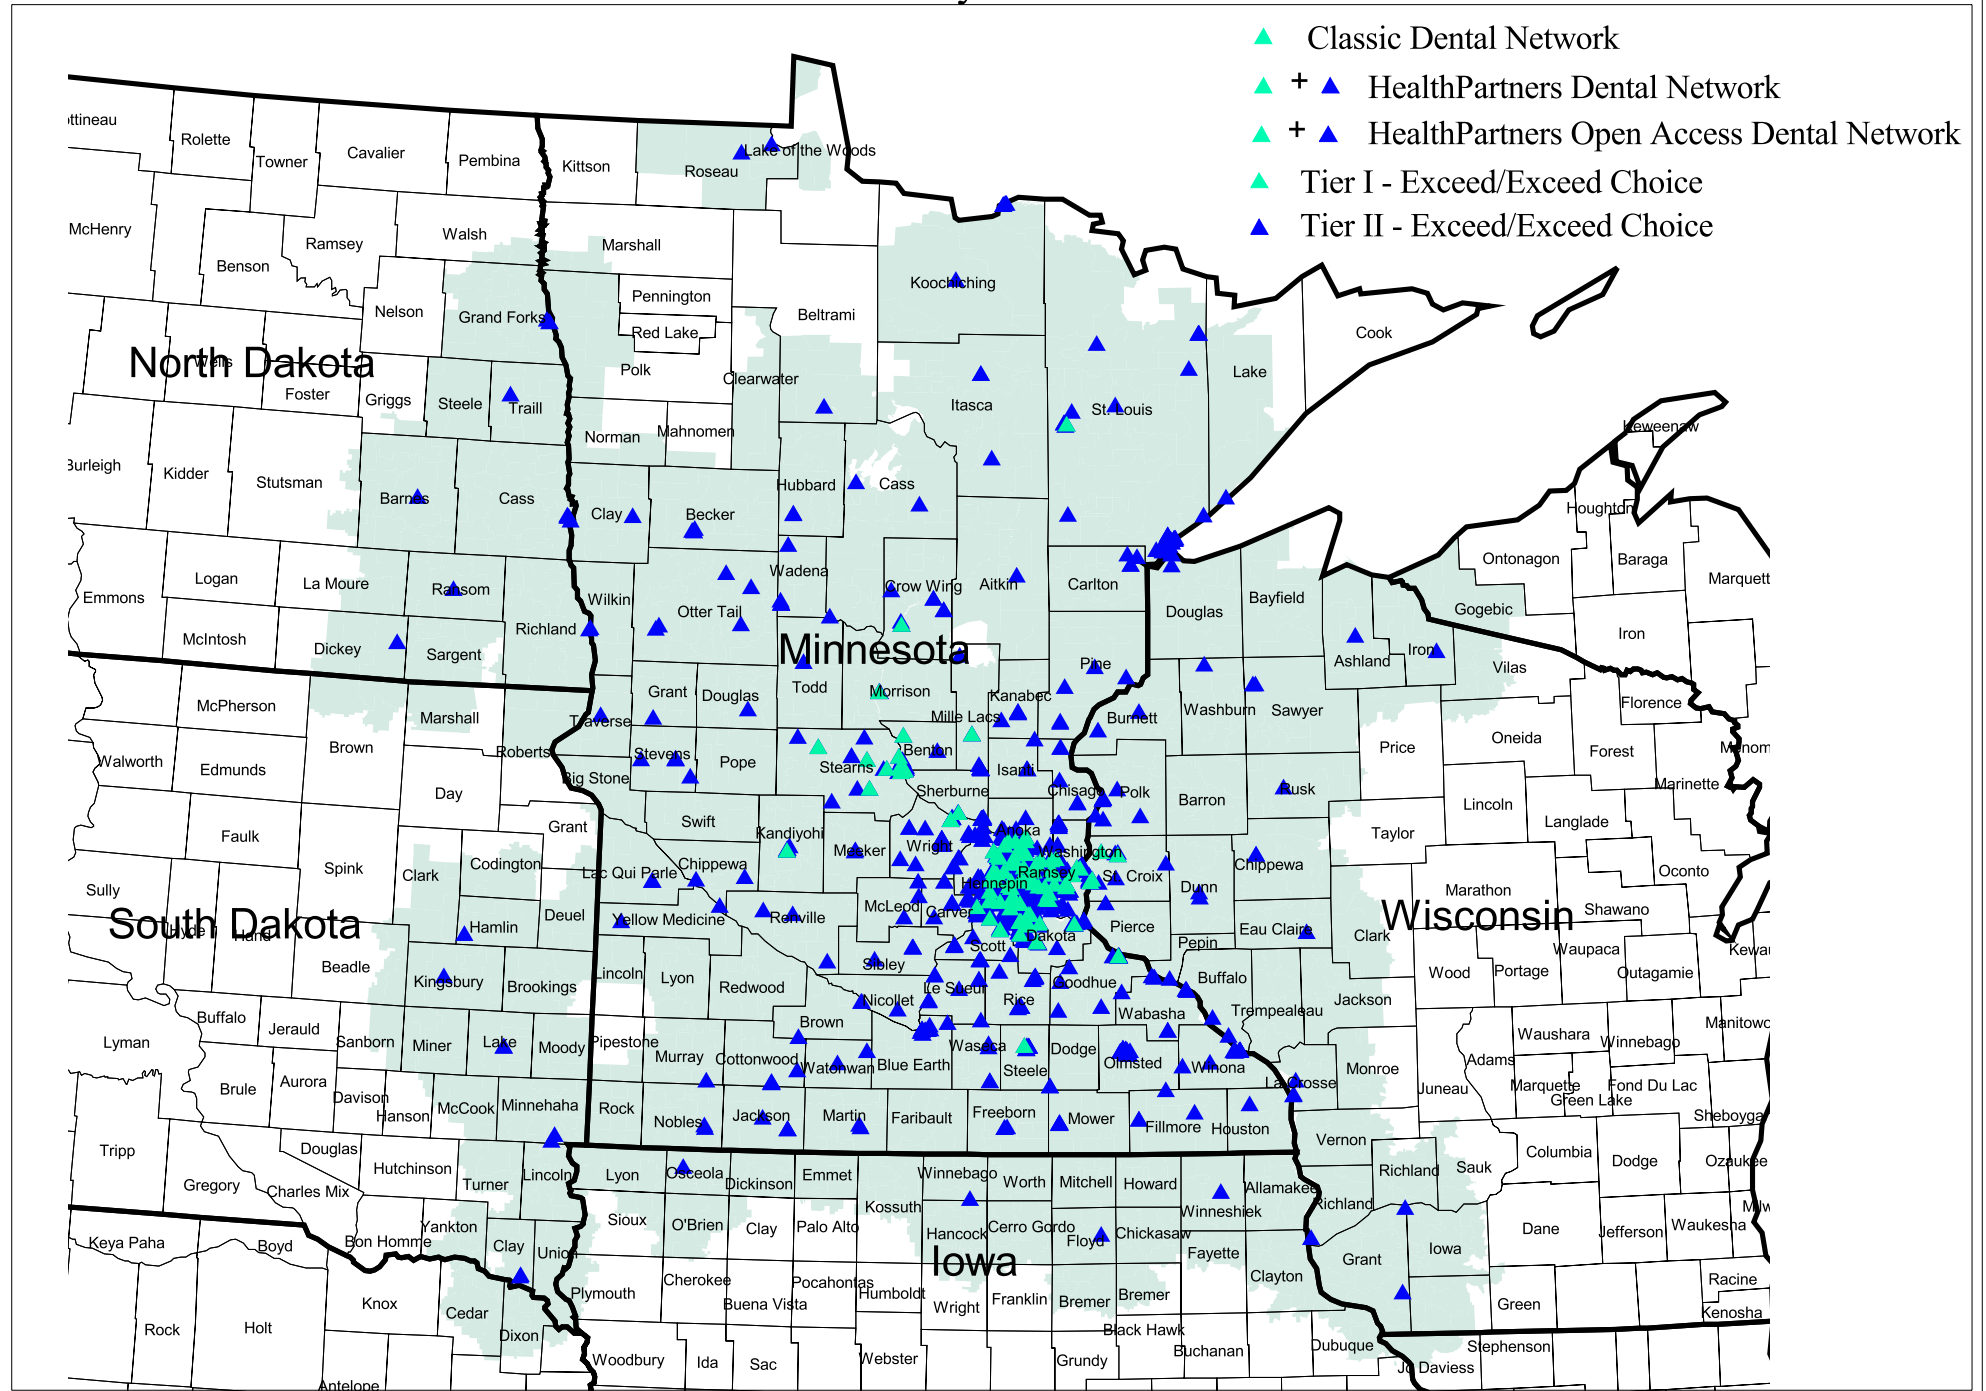 Classic Dental Network
+ HealthPartners Dental Network
+ HealthPartners Open Access Dental Network
Tier I - Exceed/Exceed Choice
Tier II - Exceed/Exceed Choice
ottineau
Rolette
Towner
Cavalier
Pembina
Kittson
Roseau
Lake of the Woods
McHenry
Benson
Ramsey
Walsh
Marshall
Nelson
Grand Forks
Pennington
Red Lake
Beltrami
Koochiching
Cook
Lake
North Dakota
Wells
Foster
Griggs
Steele
Traill
Polk
Clearwater
Itasca
St. Louis
Keweenaw
Burleigh
Kidder
Stutsman
Barnes
Cass
Norman
Mahnomen
Clay
Becker
Hubbard
Cass
Houghton
Ontonagon
Baraga
Marquett
Emmons
Logan
La Moure
Ransom
Wilkin
Otter Tail
Wadena
Crow Wing
Aitkin
Carlton
Douglas
Bayfield
Gogebic
Iron
McIntosh
Dickey
Sargent
Richland
Minnesota
Ashland
Iron
Vilas
McPherson
Marshall
Roberts
Traverse
Grant
Douglas
Todd
Morrison
Mille Lacs
Kanabec
Pine
Burnett
Washburn
Sawyer
Florence
Walworth
Edmunds
Brown
Day
Big Stone
Stevens
Pope
Stearns
Benton
Sherburne
Isanti
Chisago
Polk
Barron
Rusk
Price
Oneida
Forest
Menom
Marinette
Lincoln
Langlade
Taylor
Faulk
Grant
Swift
Kandiyohi
Meeker
Wright
Anoka
Washington
Ramsey
Hennepin
St. Croix
Dunn
Chippewa
Oconto
Sully
Spink
Clark
Codington
Lac Qui Parle
Chippewa
Renville
McLeod
Carver
Scott
Dakota
Pierce
Pepin
Eau Claire
Clark
Marathon
Shawano
South Dakota
Hyde
Hand
Hamlin
Deuel
Yellow Medicine
Wisconsin
Waupaca
Kewau
Beadle
Kingsbury
Brookings
Lincoln
Lyon
Redwood
Sibley
Nicollet
Le Sueur
Rice
Goodhue
Wabasha
Buffalo
Trempealeau
Jackson
Wood
Portage
Outagamie
Buffalo
Jerauld
Sanborn
Miner
Lake
Moody
Pipestone
Murray
Cottonwood
Brown
Watonwan
Blue Earth
Waseca
Steele
Dodge
Olmsted
Winona
La Crosse
Monroe
Juneau
Adams
Waushara
Winnebago
Manitowo
Marquette
Green Lake
Fond Du Lac
Sheboyga
Lyman
Brule
Aurora
Davison
Hanson
McCook
Minnehaha
Rock
Nobles
Jackson
Martin
Faribault
Freeborn
Mower
Fillmore
Houston
Vernon
Richland
Sauk
Columbia
Dodge
Ozaukee
Tripp
Gregory
Douglas
Charles Mix
Hutchinson
Turner
Lincoln
Lyon
Osceola
Dickinson
Emmet
Kossuth
Winnebago
Worth
Mitchell
Howard
Winneshiek
Allamakee
Richland
Dane
Jefferson
Waukesha
Milw
Keya Paha
Boyd
Bon Homme
Yankton
Clay
Union
Sioux
O'Brien
Clay
Palo Alto
Hancock
Cerro Gordo
Floyd
Chickasaw
Fayette
Clayton
Grant
Iowa
Iowa
Rock
Holt
Knox
Cedar
Dixon
Plymouth
Cherokee
Buena Vista
Pocahontas
Humboldt
Wright
Franklin
Bremer
Bremer
Black Hawk
Buchanan
Dubuque
Jo Daviess
Green
Stephenson
Racine
Kenosha
Antelope
Woodbury
Ida
Sac
Webster
Grundy